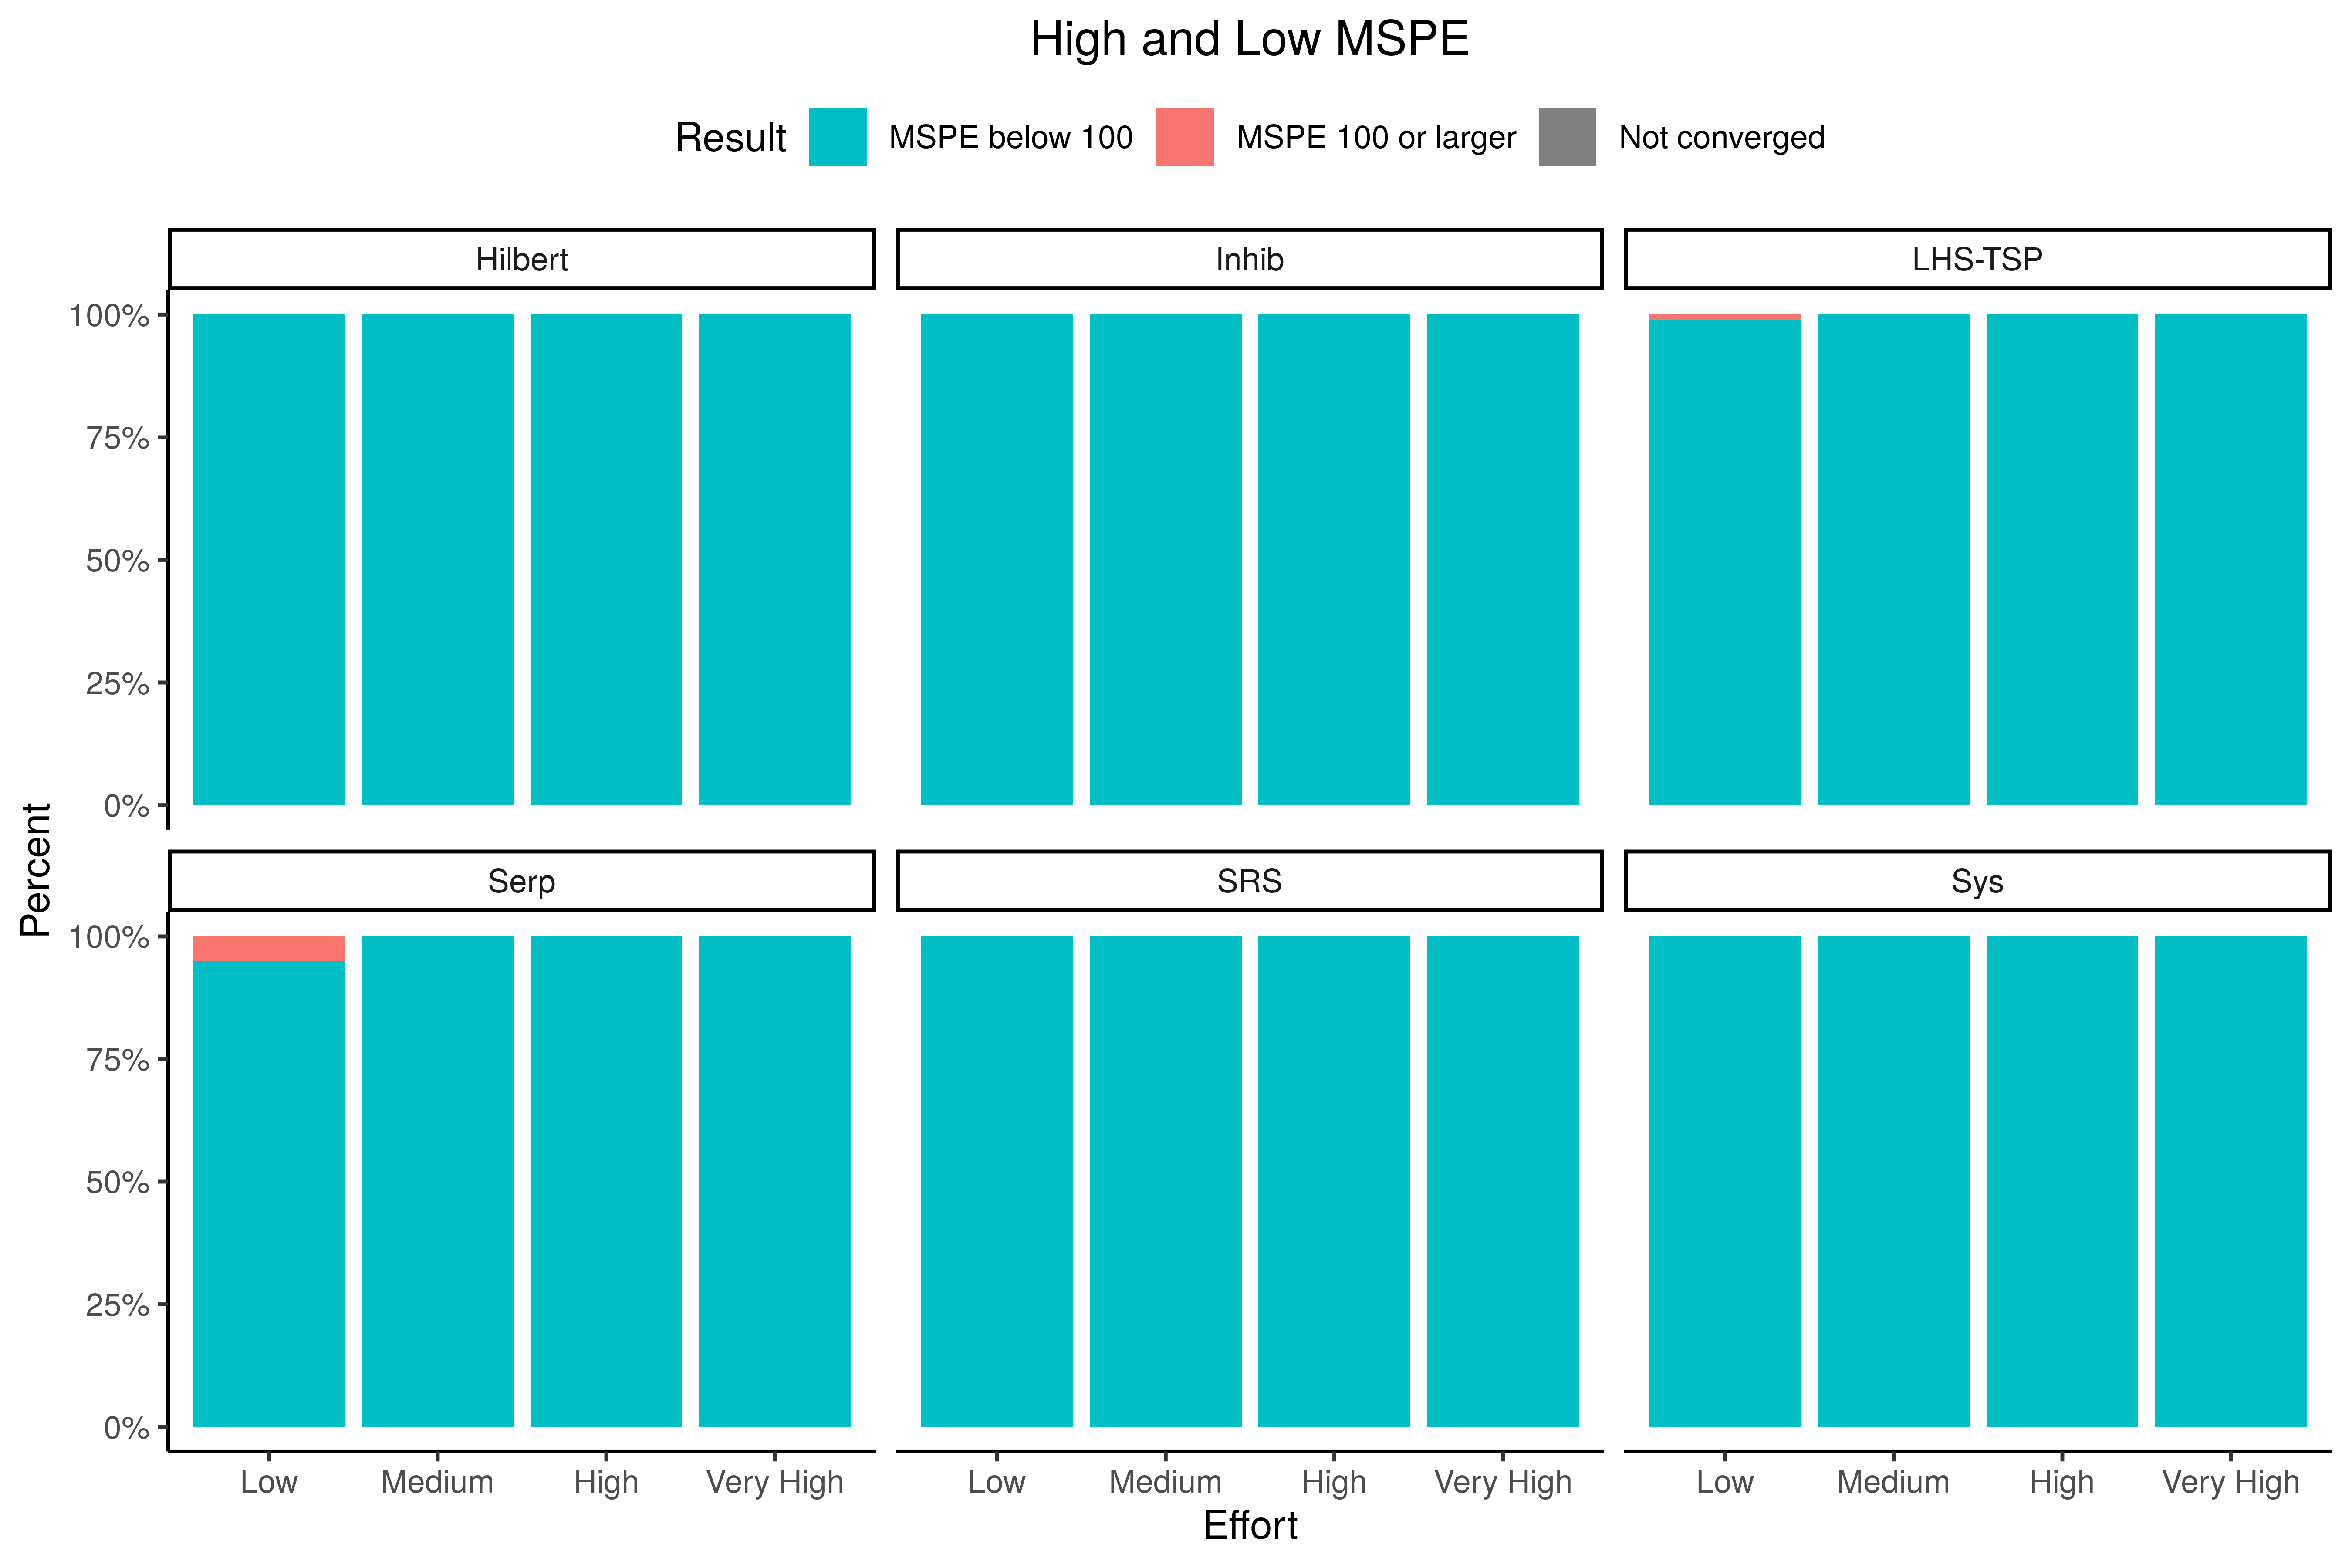 High and Low MSPE
Result MSPE below 100 MSPE 100 or larger Not converged
Hilbert Inhib LHS-TSP
100%
75%
50%
25%
0%
Percent
Serp SRS Sys
100%
75%
50%
25%
0%
Low Medium High Very High Low Medium High Very High Low Medium High Very High
Effort